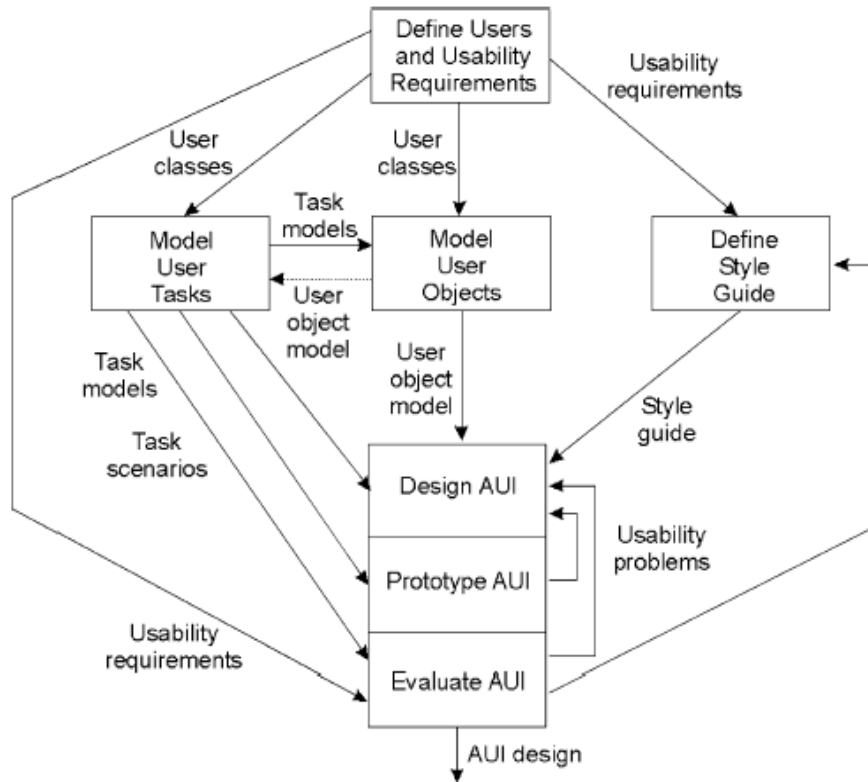 Define Users
and Usability
Requirements
Usability
requirements
User
classes
User
classes
Task
models
Model
User
Tasks
Model
User
Objects
Define
Style
Guide
User
object
model
Task
models
User
object
model
Style
guide
Task
scenarios
Design AUI
Usability
problems
Prototype AUI
Usability
requirements
Evaluate AUI
AUI design